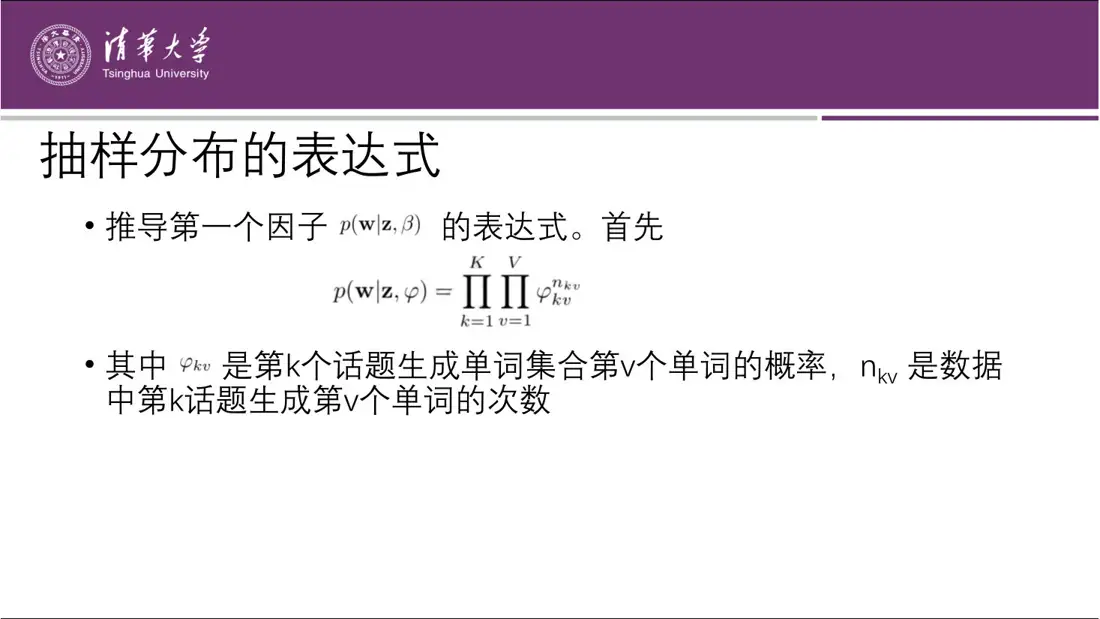 清华大学
Tsinghua University
抽样分布的表达式
• 推导第一个因子 p(w|z, β) 的表达式。首先
p(w|z, φ) = ∏_{k=1}^{K} ∏_{v=1}^{V} φ_{kv}^{n_{kv}}
• 其中 φ_{kv} 是第k个话题生成单词集合第v个单词的概率，n_{kv} 是数据
中第k话题生成第v个单词的次数